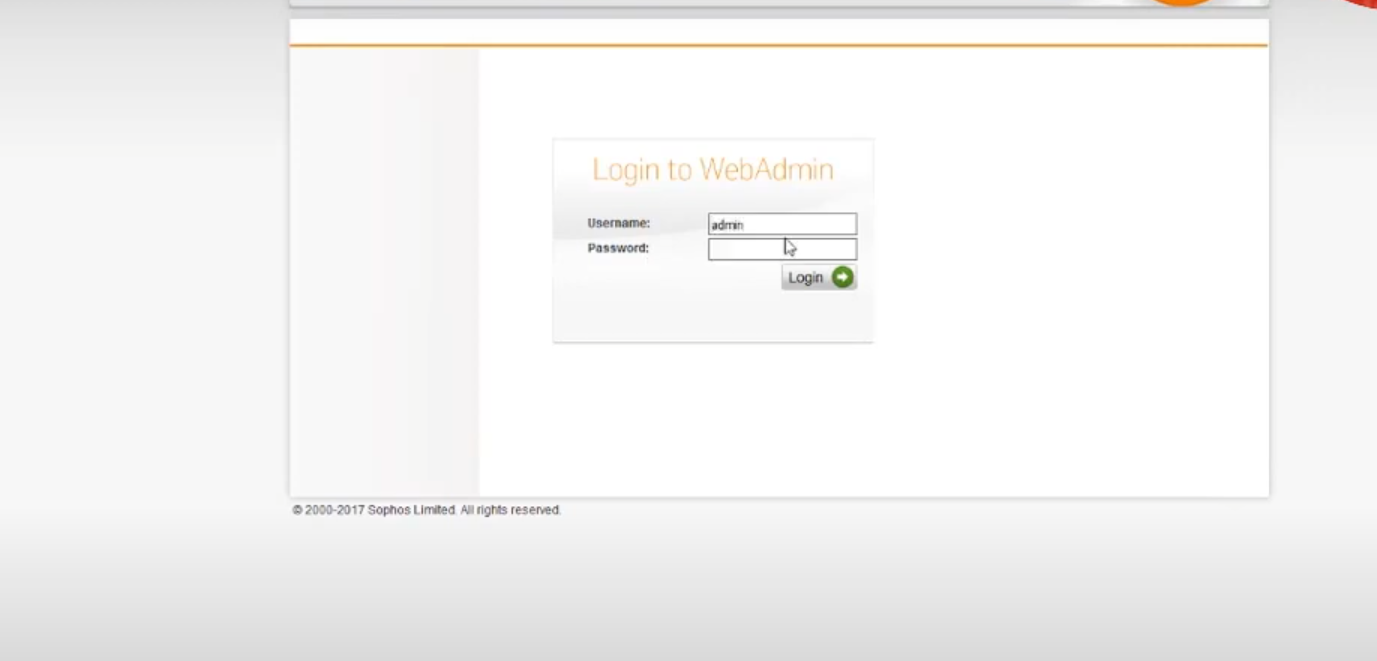 Login to WebAdmin
Username:
admin
Password:
Login
© 2000-2017 Sophos Limited. All rights reserved.